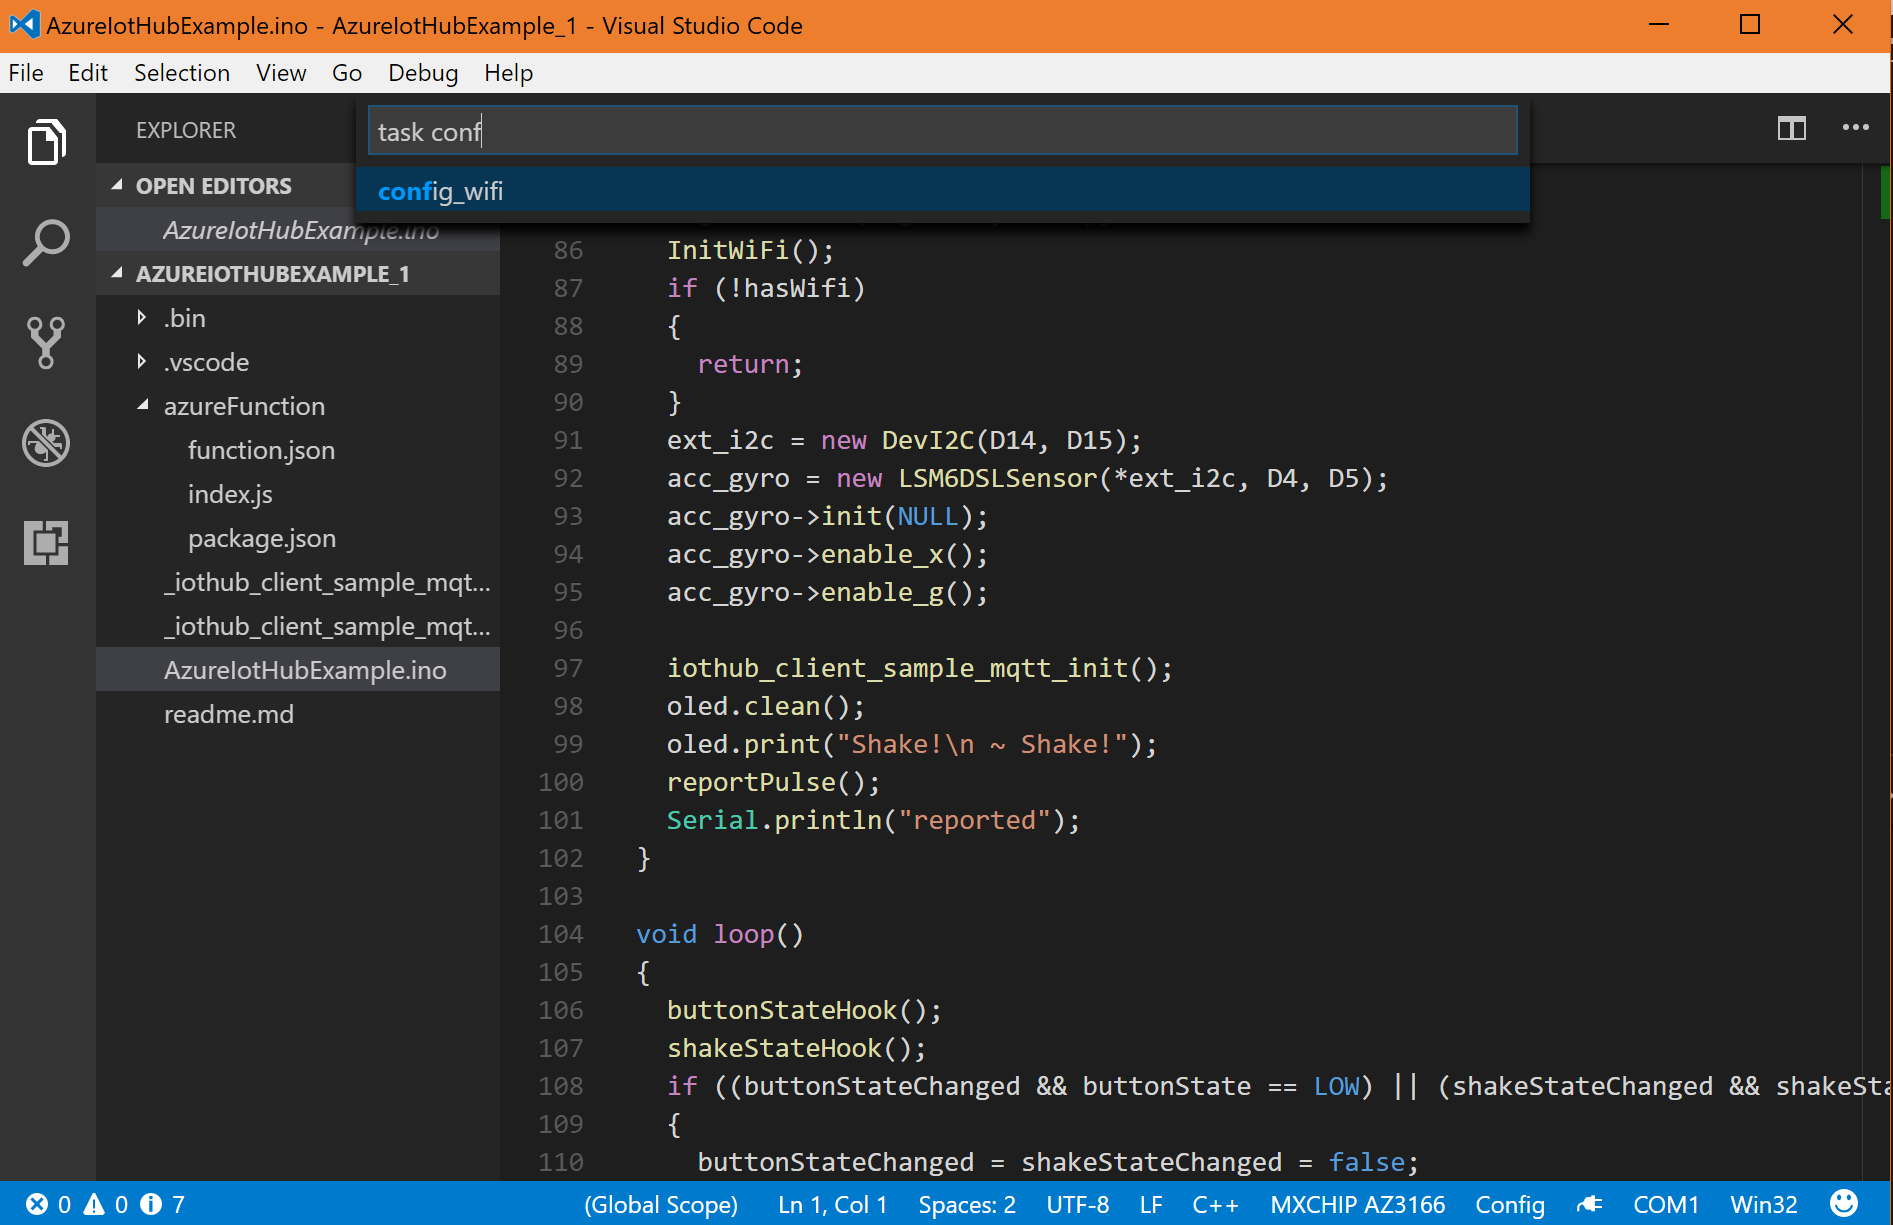 AzureIotHubExample.ino - AzureIotHubExample_1 - Visual Studio Code
File Edit Selection View Go Debug Help
EXPLORER
task conf
config_wifi
OPEN EDITORS
AzureIotHubExample.ino
AZUREIOTHUBEXAMPLE_1
.bin
.vscode
azureFunction
function.json
index.js
package.json
_iothub_client_sample_mqt...
_iothub_client_sample_mqt...
AzureIotHubExample.ino
readme.md
86 InitWiFi();
87 if (!hasWifi)
88 {
89 return;
90 }
91 ext_i2c = new DevI2C(D14, D15);
92 acc_gyro = new LSM6DSLSensor(*ext_i2c, D4, D5);
93 acc_gyro->init(NULL);
94 acc_gyro->enable_x();
95 acc_gyro->enable_g();
96
97 iothub_client_sample_mqtt_init();
98 oled.clean();
99 oled.print("Shake!\n ~ Shake!");
100 reportPulse();
101 Serial.println("reported");
102 }
103
104 void loop()
105 {
106 buttonStateHook();
107 shakeStateHook();
108 if ((buttonStateChanged && buttonState == LOW) || (shakeStateChanged && shakeSta
109 {
110 buttonStateChanged = shakeStateChanged = false;
0 0 7 (Global Scope) Ln 1, Col 1 Spaces: 2 UTF-8 LF C++ MXCHIP AZ3166 Config COM1 Win32